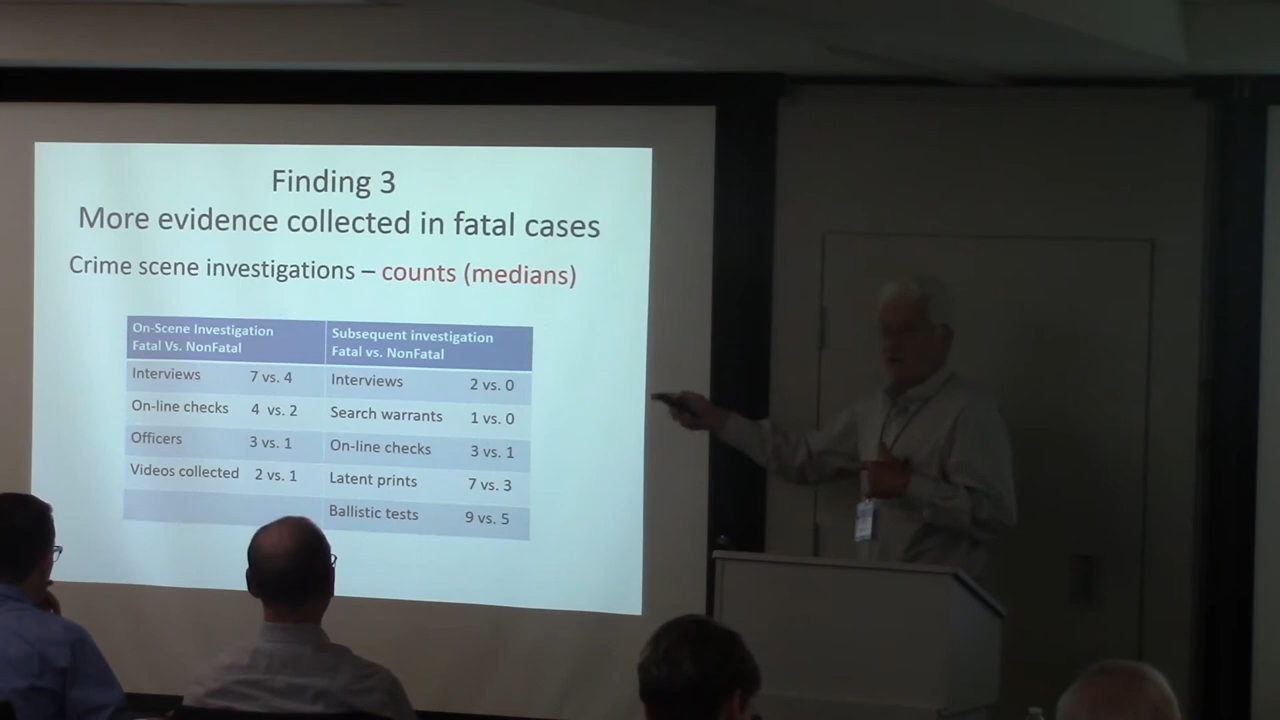 Finding 3
More evidence collected in fatal cases
Crime scene investigations – counts (medians)
On-Scene Investigation
Fatal Vs. NonFatal
Subsequent investigation
Fatal vs. NonFatal
Interviews 7 vs. 4
Interviews 2 vs. 0
On-line checks 4 vs. 2
Search warrants 1 vs. 0
Officers 3 vs. 1
On-line checks 3 vs. 1
Videos collected 2 vs. 1
Latent prints 7 vs. 3
Ballistic tests 9 vs. 5